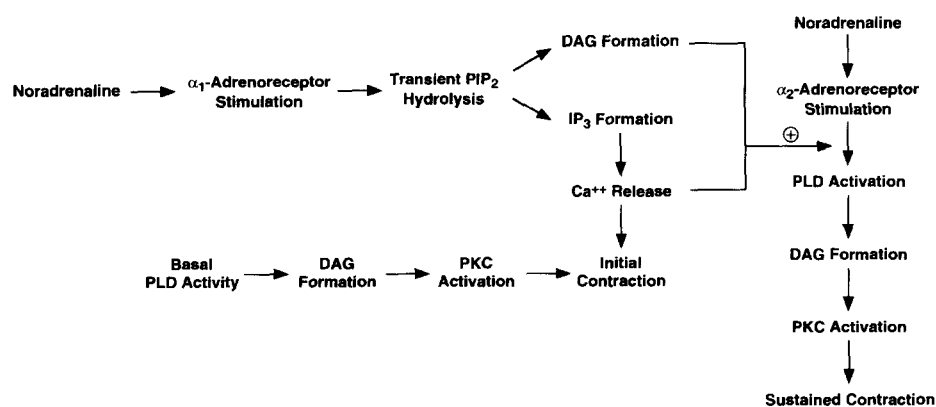 Noradrenaline
α₁-Adrenoreceptor
Stimulation
Transient PIP₂
Hydrolysis
DAG Formation
IP₃ Formation
Ca⁺⁺ Release
Basal
PLD Activity
DAG
Formation
PKC
Activation
Initial
Contraction
⊕
Noradrenaline
α₂-Adrenoreceptor
Stimulation
PLD Activation
DAG Formation
PKC Activation
Sustained Contraction